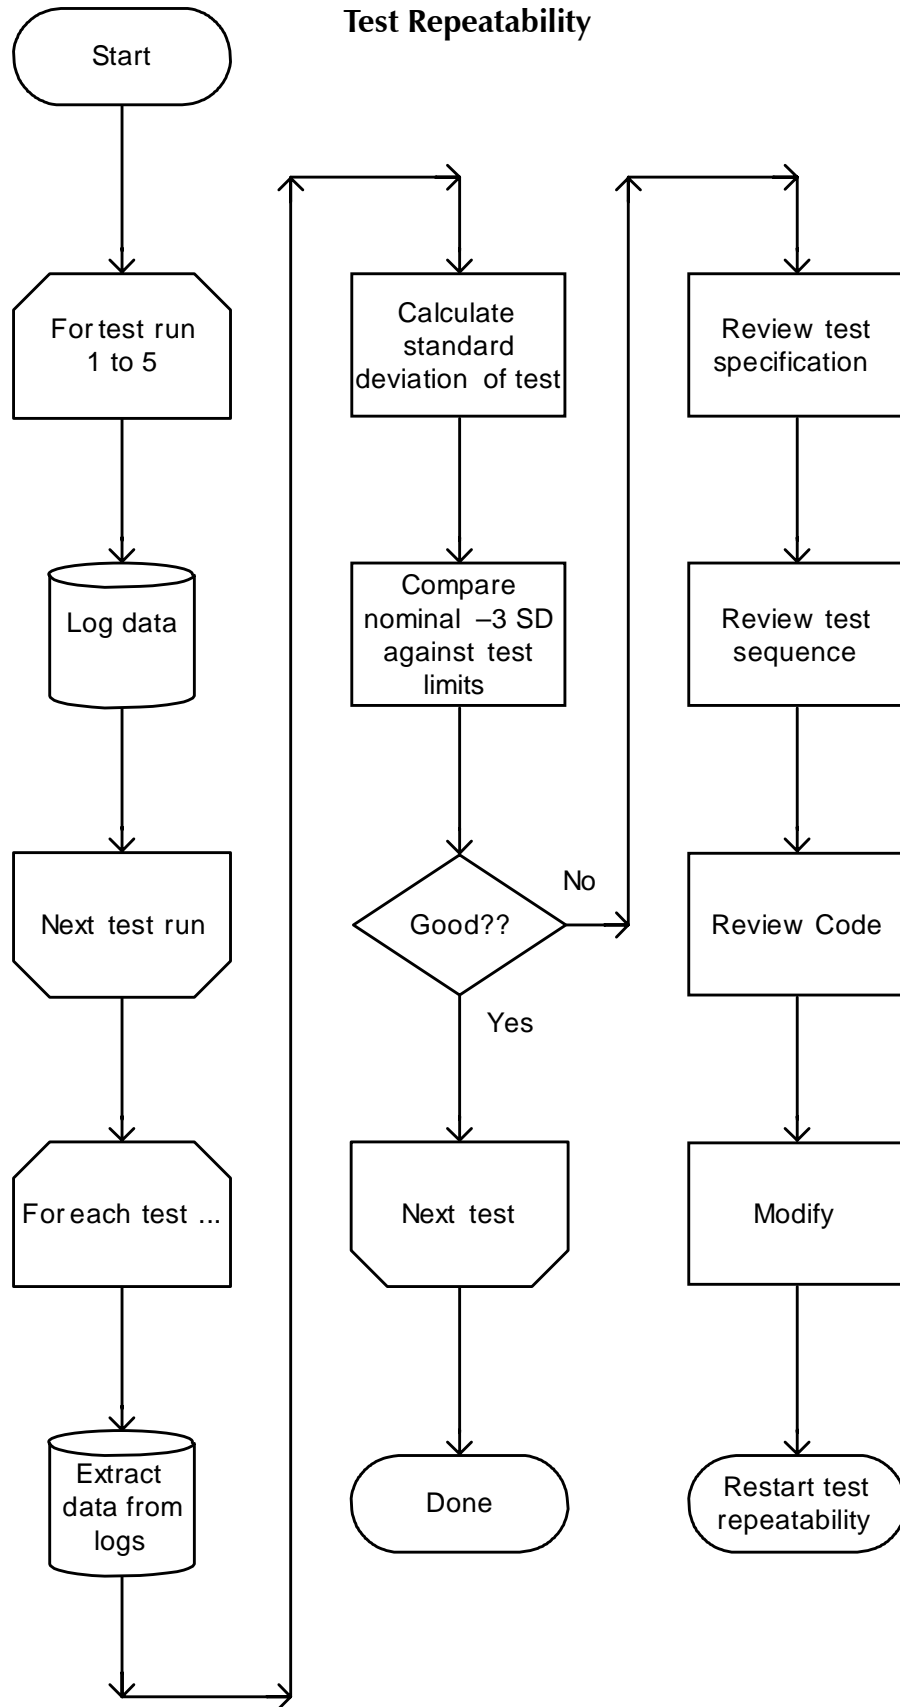 Test Repeatability
Start
For test run
1 to 5
Log data
Next test run
For each test ...
Extract
data from
logs
Calculate
standard
deviation of test
Compare
nominal –3 SD
against test
limits
Good??
No
Yes
Next test
Done
Review test
specification
Review test
sequence
Review Code
Modify
Restart test
repeatability